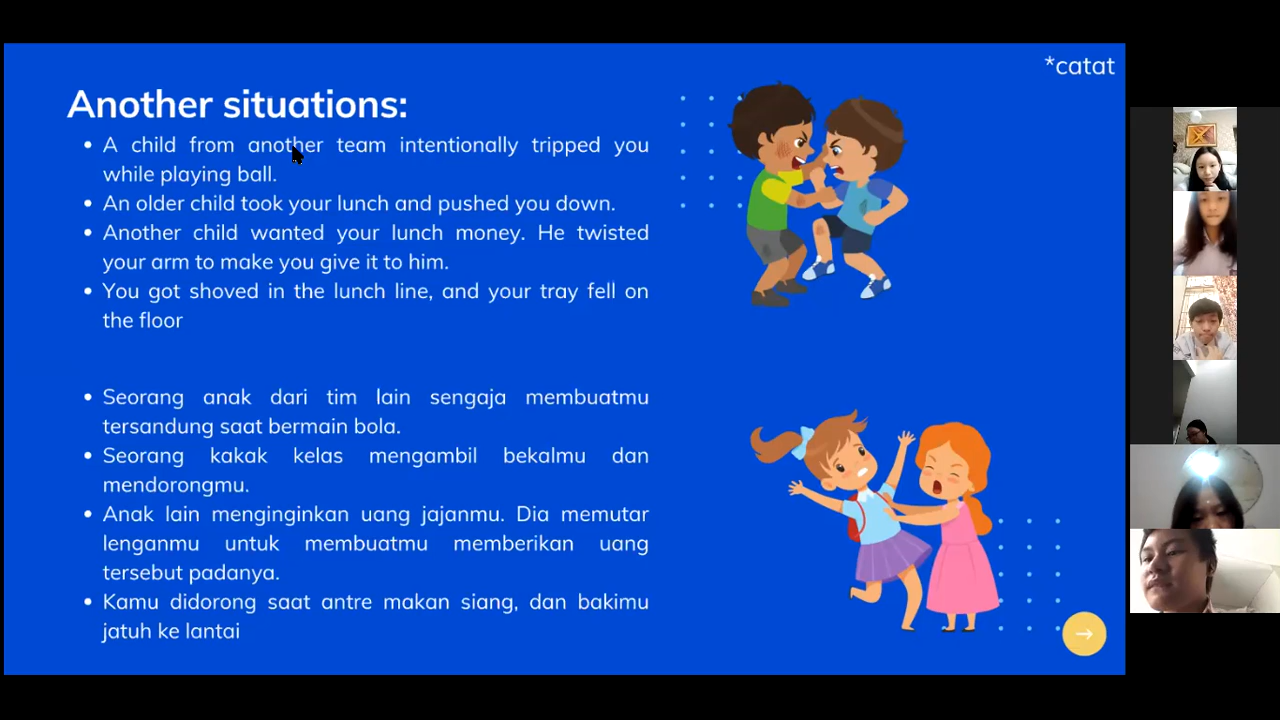 *catat
Another situations:
• A child from another team intentionally tripped you
while playing ball.
• An older child took your lunch and pushed you down.
• Another child wanted your lunch money. He twisted
your arm to make you give it to him.
• You got shoved in the lunch line, and your tray fell on
the floor
• Seorang anak dari tim lain sengaja membuatmu
tersandung saat bermain bola.
• Seorang kakak kelas mengambil bekalmu dan
mendorongmu.
• Anak lain menginginkan uang jajanmu. Dia memutar
lenganmu untuk membuatmu memberikan uang
tersebut padanya.
• Kamu didorong saat antre makan siang, dan bakimu
jatuh ke lantai